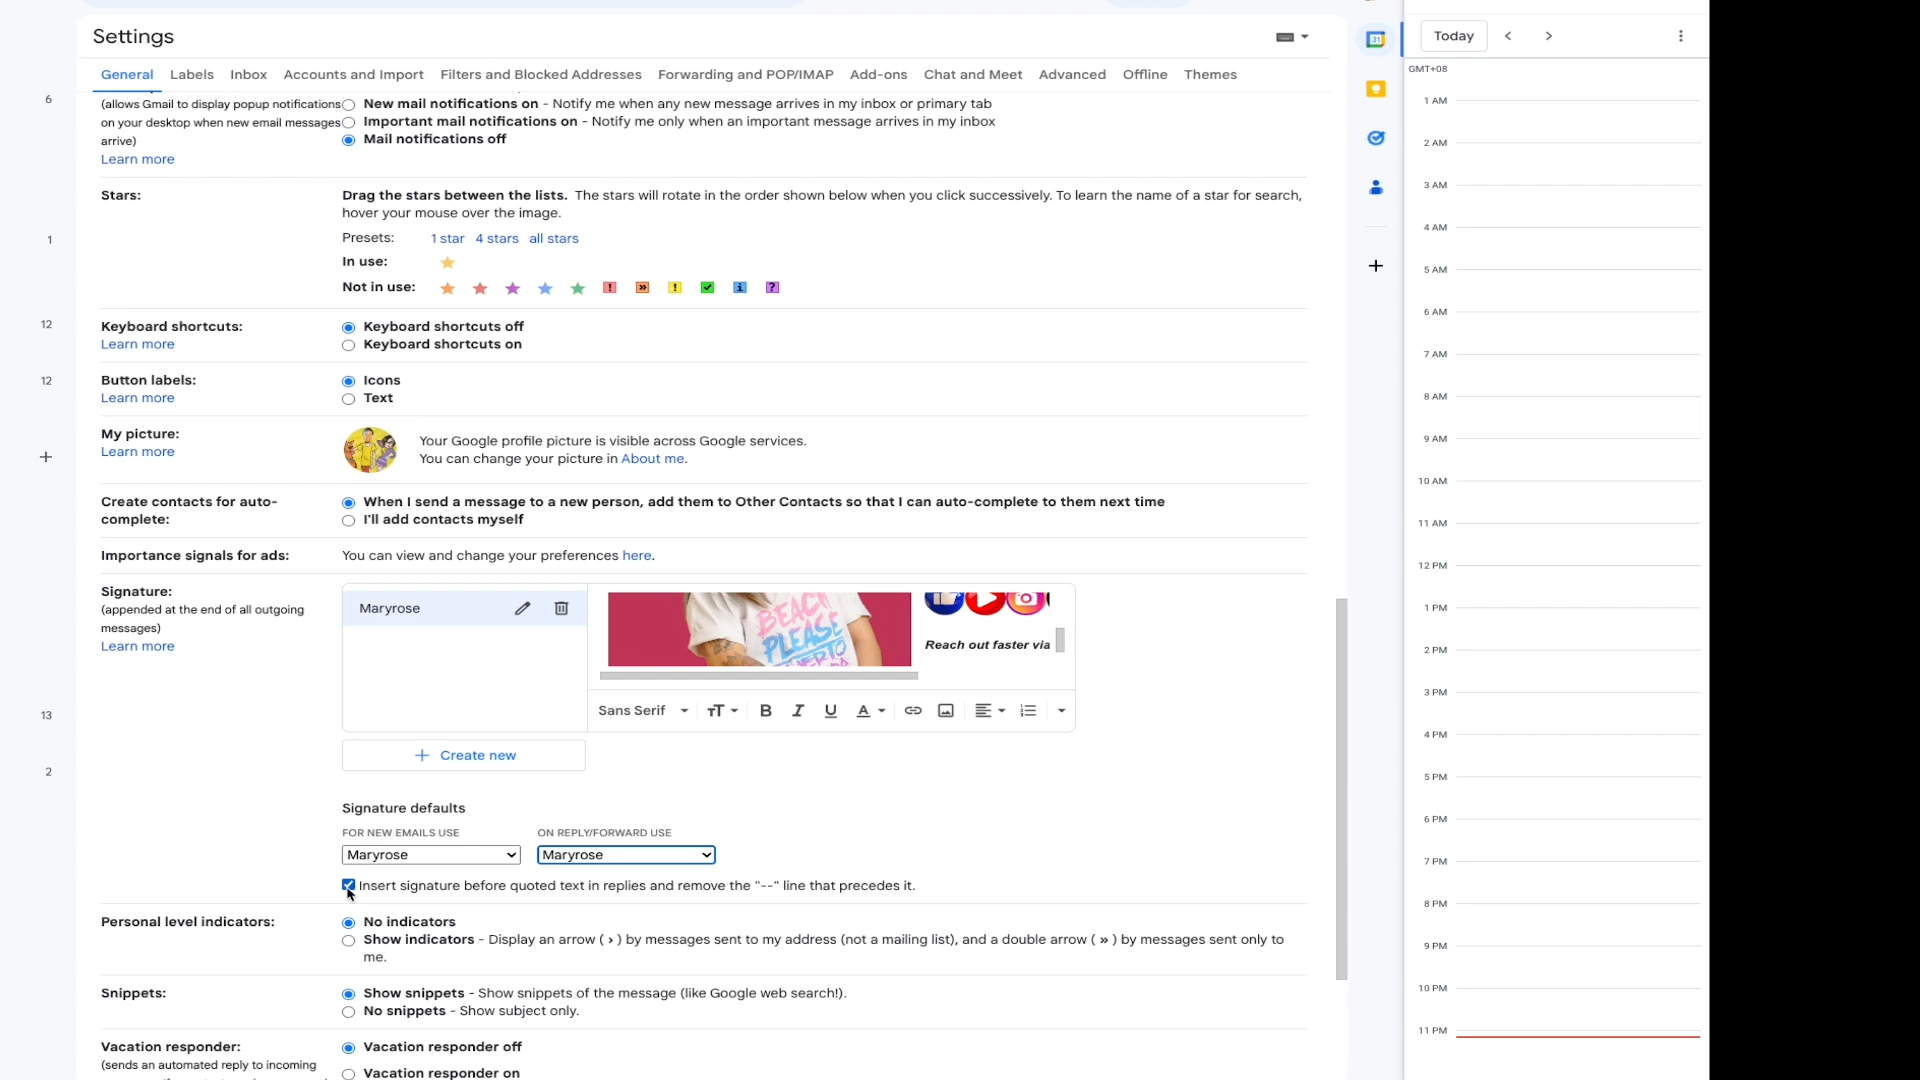 Settings
General Labels Inbox Accounts and Import Filters and Blocked Addresses Forwarding and POP/IMAP Add-ons Chat and Meet Advanced Offline Themes
(allows Gmail to display popup notifications
on your desktop when new email messages
arrive)
Learn more
New mail notifications on - Notify me when any new message arrives in my inbox or primary tab
Important mail notifications on - Notify me only when an important message arrives in my inbox
Mail notifications off
Stars:
Drag the stars between the lists. The stars will rotate in the order shown below when you click successively. To learn the name of a star for search,
hover your mouse over the image.
Presets: 1 star 4 stars all stars
In use:
Not in use:
Keyboard shortcuts:
Learn more
Keyboard shortcuts off
Keyboard shortcuts on
Button labels:
Learn more
Icons
Text
My picture:
Learn more
Your Google profile picture is visible across Google services.
You can change your picture in About me.
Create contacts for auto-
complete:
When I send a message to a new person, add them to Other Contacts so that I can auto-complete to them next time
I'll add contacts myself
Importance signals for ads:
You can view and change your preferences here.
Signature:
(appended at the end of all outgoing
messages)
Learn more
Maryrose
BEACH
PLEASE
Reach out faster via
Sans Serif
Create new
Signature defaults
FOR NEW EMAILS USE
Maryrose
ON REPLY/FORWARD USE
Maryrose
Insert signature before quoted text in replies and remove the "--" line that precedes it.
Personal level indicators:
No indicators
Show indicators - Display an arrow ( › ) by messages sent to my address (not a mailing list), and a double arrow ( » ) by messages sent only to
me.
Snippets:
Show snippets - Show snippets of the message (like Google web search!).
No snippets - Show subject only.
Vacation responder:
(sends an automated reply to incoming
Vacation responder off
Vacation responder on
6
1
12
12
13
2
31
Today
GMT+08
1 AM
2 AM
3 AM
4 AM
5 AM
6 AM
7 AM
8 AM
9 AM
10 AM
11 AM
12 PM
1 PM
2 PM
3 PM
4 PM
5 PM
6 PM
7 PM
8 PM
9 PM
10 PM
11 PM